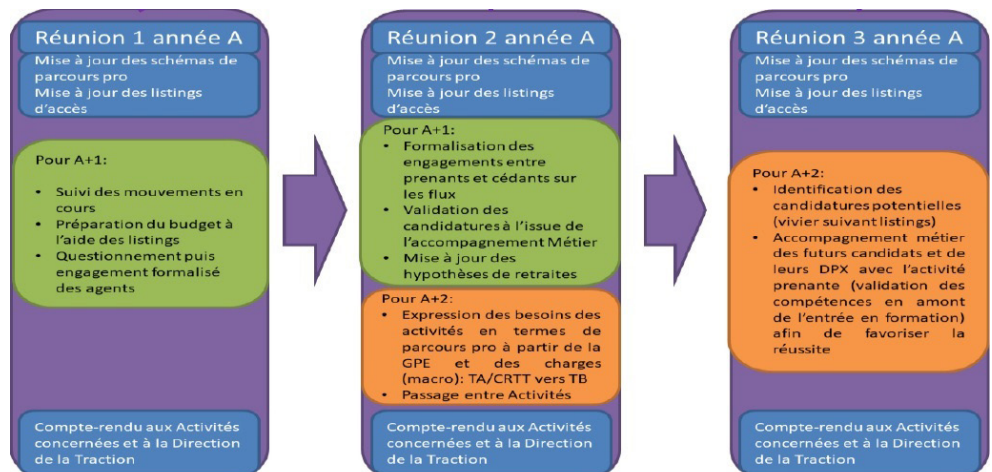 Réunion 1 année A
Mise à jour des schémas de
parcours pro
Mise à jour des listings
d'accès
Pour A+1:
• Suivi des mouvements en
cours
• Préparation du budget à
l'aide des listings
• Questionnement puis
engagement formalisé
des agents
Compte-rendu aux Activités
concernées et à la Direction
de la Traction
Réunion 2 année A
Mise à jour des schémas de
parcours pro
Mise à jour des listings
d'accès
Pour A+1:
• Formalisation des
engagements entre
prenants et cédants sur
les flux
• Validation des
candidatures à l'issue de
l'accompagnement Métier
• Mise à jour des
hypothèses de retraites
Pour A+2:
• Expression des besoins des
activités en termes de
parcours pro à partir de la
GPE et des charges
(macro): TA/CRTT vers TB
• Passage entre Activités
Compte-rendu aux Activités
concernées et à la Direction
de la Traction
Réunion 3 année A
Mise à jour des schémas de
parcours pro
Mise à jour des listings
d'accès
Pour A+2:
• Identification des
candidatures potentielles
(vivier suivant listings)
• Accompagnement métier
des futurs candidats et de
leurs DPX avec l'activité
prenante (validation des
compétences en amont
de l'entrée en formation)
afin de favoriser la
réussite
Compte-rendu aux Activités
concernées et à la Direction
de la Traction